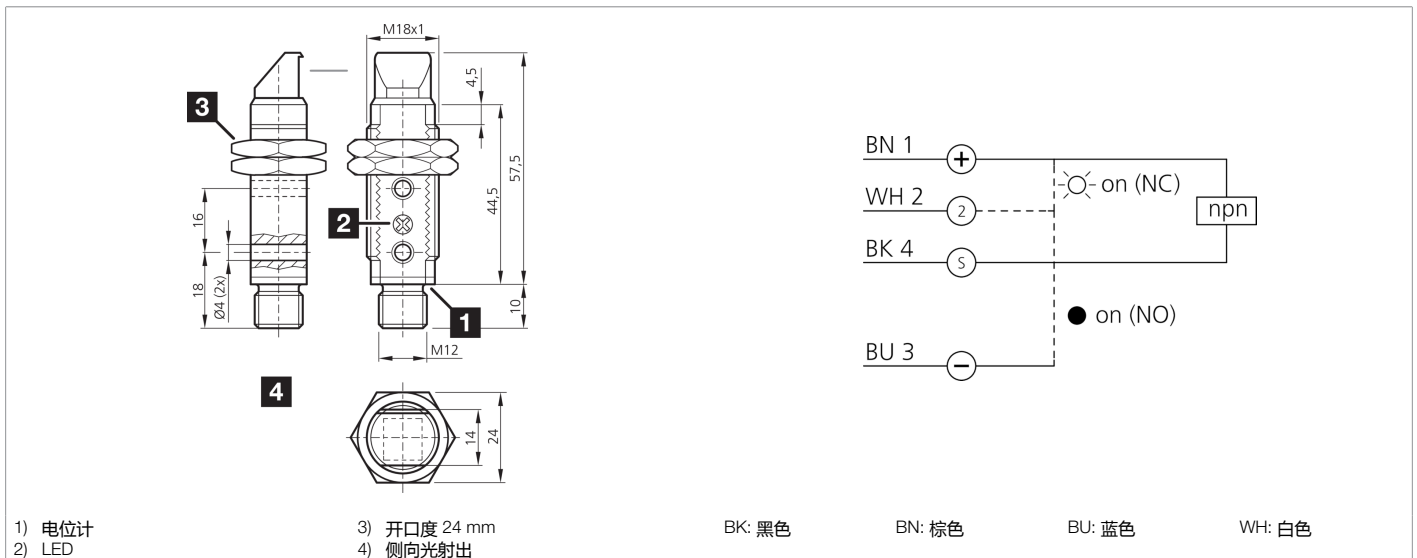 M18x1
4,5
3
57,5
44,5
16
2
18
Ø4 (2x)
10
1
M12
4
14
24
BN 1
+
on (NC)
WH 2
2
npn
BK 4
S
on (NO)
BU 3
−
1) 电位计
2) LED
3) 开口度 24 mm
4) 侧向光射出
BK: 黑色
BN: 棕色
BU: 蓝色
WH: 白色